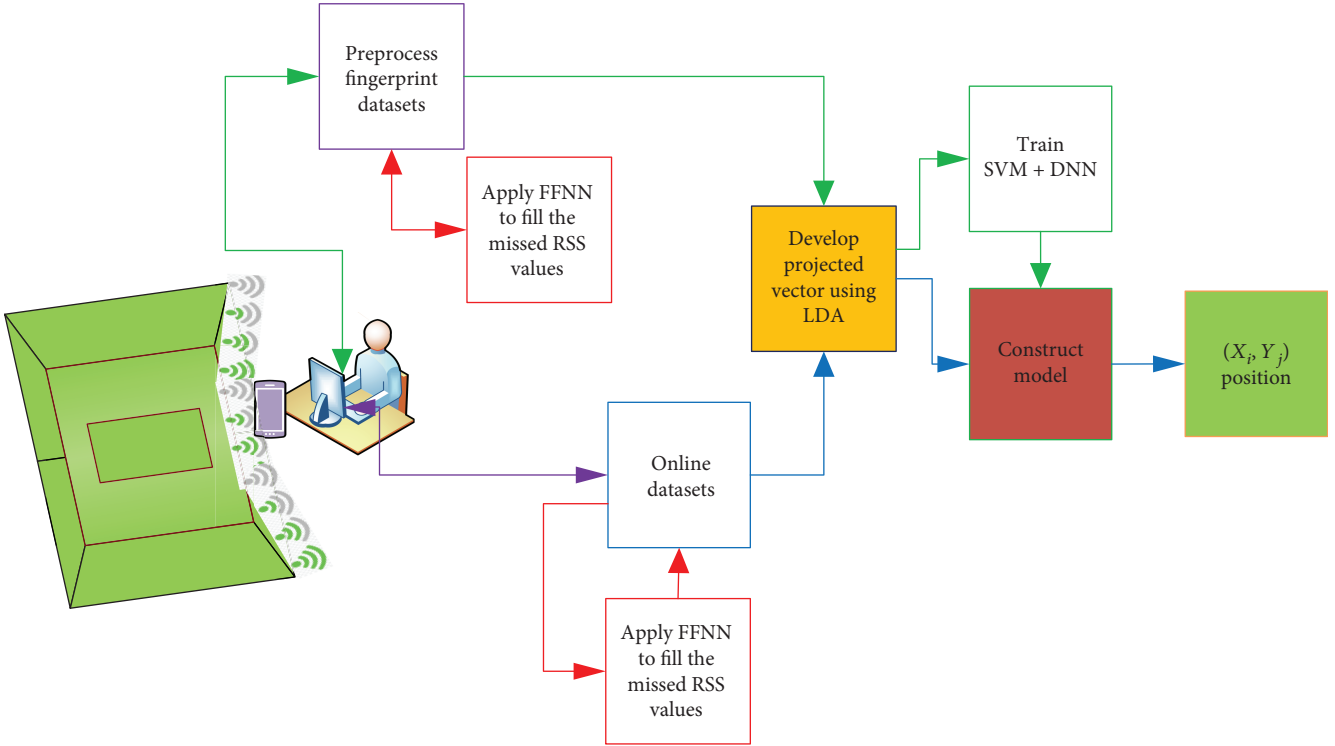 Preprocess
fingerprint
datasets
Apply FFNN
to fill the
missed RSS
values
Train
SVM + DNN
Develop
projected
vector using
LDA
Construct
model
(X_i, Y_j)
position
Online
datasets
Apply FFNN
to fill the
missed RSS
values